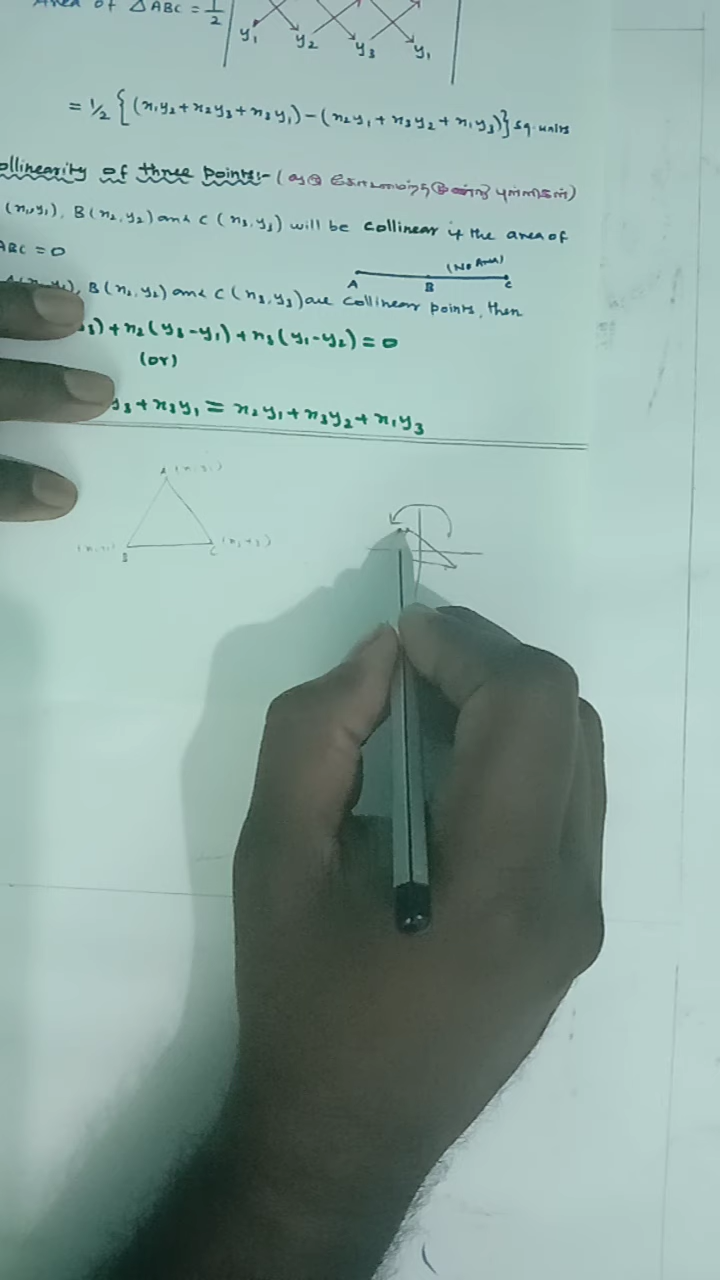 Area of △ABC = 1/2
y₁ y₂ y₃ y₁
= 1/2 {(x₁y₂ + x₂y₃ + x₃y₁) − (x₂y₁ + x₃y₂ + x₁y₃)} sq. units
ollinearity of three points:-
(x₁,y₁), B(x₂,y₂) and C(x₃,y₃) will be collinear if the area of
ABC = 0
(No Area)
A B C
B(x₂,y₂) and C(x₃,y₃) are collinear points, then
) + x₂(y₃−y₁) + x₃(y₁−y₂) = 0
(or)
y₃ + x₃y₁ = x₂y₁ + x₃y₂ + x₁y₃
A
B C